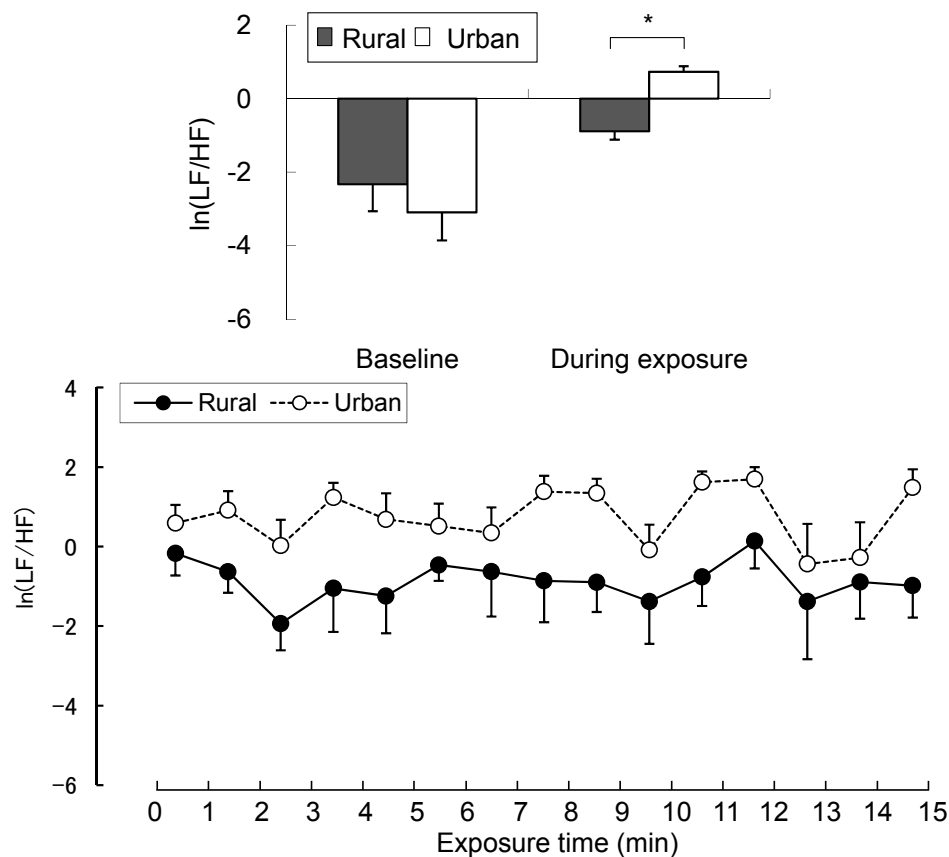 2
Rural Urban
*
0
ln(LF/HF)
-2
-4
-6
Baseline During exposure
4
Rural Urban
2
0
ln(LF/HF)
-2
-4
-6
0 1 2 3 4 5 6 7 8 9 10 11 12 13 14 15
Exposure time (min)